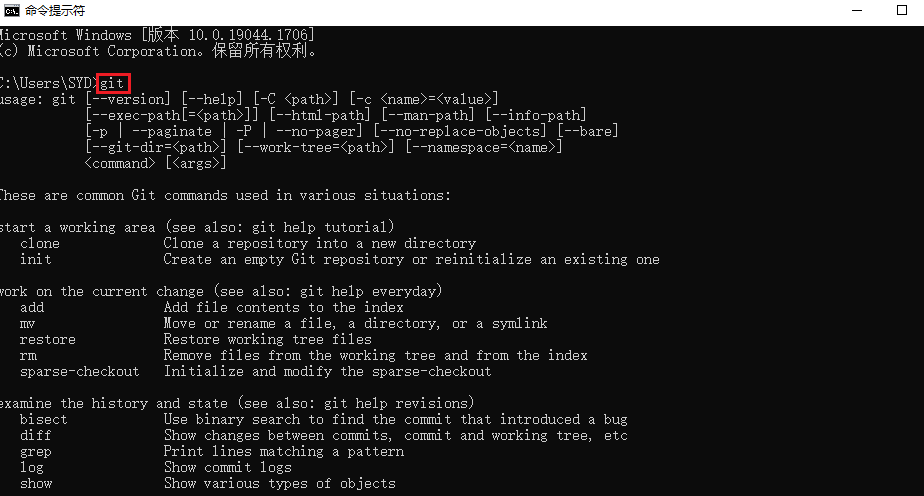 命令提示符
Microsoft Windows [版本 10.0.19044.1706]
(c) Microsoft Corporation。保留所有权利。
C:\Users\SYD>git
usage: git [--version] [--help] [-C <path>] [-c <name>=<value>]
[--exec-path[=<path>]] [--html-path] [--man-path] [--info-path]
[-p | --paginate | -P | --no-pager] [--no-replace-objects] [--bare]
[--git-dir=<path>] [--work-tree=<path>] [--namespace=<name>]
<command> [<args>]
These are common Git commands used in various situations:
start a working area (see also: git help tutorial)
clone Clone a repository into a new directory
init Create an empty Git repository or reinitialize an existing one
work on the current change (see also: git help everyday)
add Add file contents to the index
mv Move or rename a file, a directory, or a symlink
restore Restore working tree files
rm Remove files from the working tree and from the index
sparse-checkout Initialize and modify the sparse-checkout
examine the history and state (see also: git help revisions)
bisect Use binary search to find the commit that introduced a bug
diff Show changes between commits, commit and working tree, etc
grep Print lines matching a pattern
log Show commit logs
show Show various types of objects